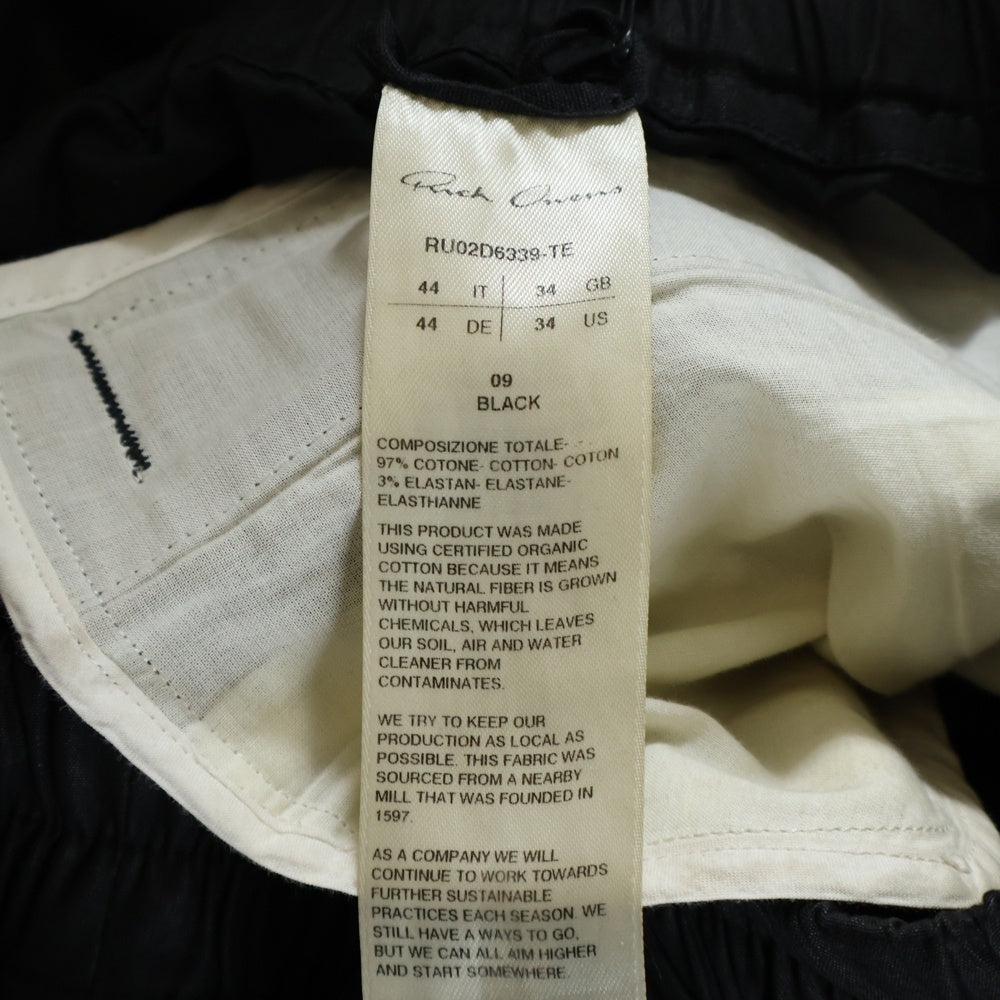 Rick Owens
RU02D6339-TE
44 IT 34 GB
44 DE 34 US
09
BLACK
COMPOSIZIONE TOTALE-
97% COTONE- COTTON- COTON
3% ELASTAN- ELASTANE-
ELASTHANNE
THIS PRODUCT WAS MADE
USING CERTIFIED ORGANIC
COTTON BECAUSE IT MEANS
THE NATURAL FIBER IS GROWN
WITHOUT HARMFUL
CHEMICALS, WHICH LEAVES
OUR SOIL, AIR AND WATER
CLEANER FROM
CONTAMINATES.
WE TRY TO KEEP OUR
PRODUCTION AS LOCAL AS
POSSIBLE. THIS FABRIC WAS
SOURCED FROM A NEARBY
MILL THAT WAS FOUNDED IN
1597.
AS A COMPANY WE WILL
CONTINUE TO WORK TOWARDS
FURTHER SUSTAINABLE
PRACTICES EACH SEASON. WE
STILL HAVE A WAYS TO GO,
BUT WE CAN ALL AIM HIGHER
AND START SOMEWHERE.